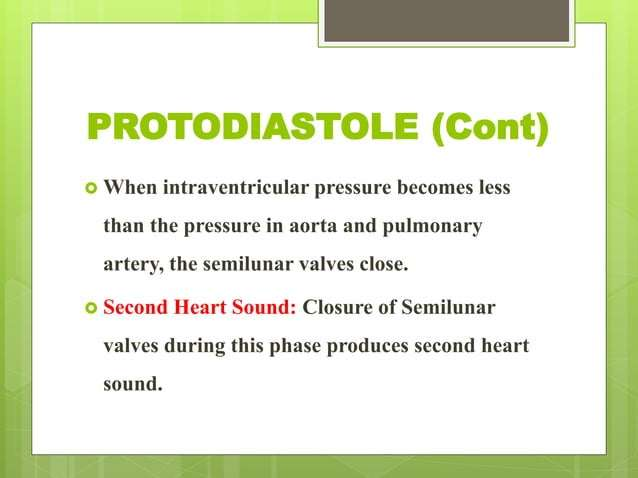 PROTODIASTOLE (Cont)
When intraventricular pressure becomes less
than the pressure in aorta and pulmonary
artery, the semilunar valves close.
Second Heart Sound: Closure of Semilunar
valves during this phase produces second heart
sound.